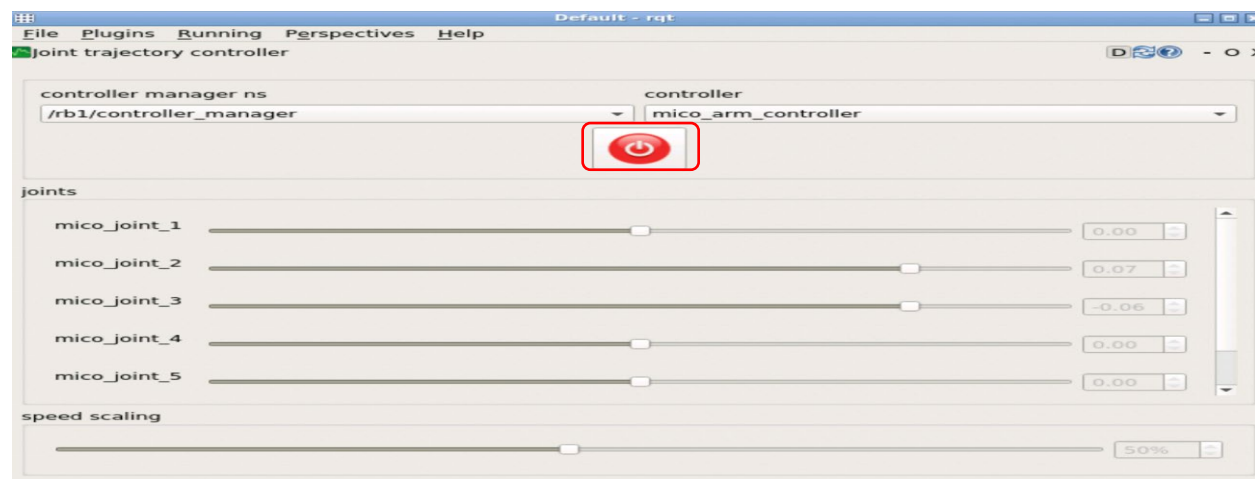 Default - rqt
File Plugins Running Perspectives Help
Joint trajectory controller
D - O
controller manager ns controller
/rb1/controller_manager mico_arm_controller
joints
mico_joint_1 0.00
mico_joint_2 0.07
mico_joint_3 -0.06
mico_joint_4 0.00
mico_joint_5 0.00
speed scaling
50%